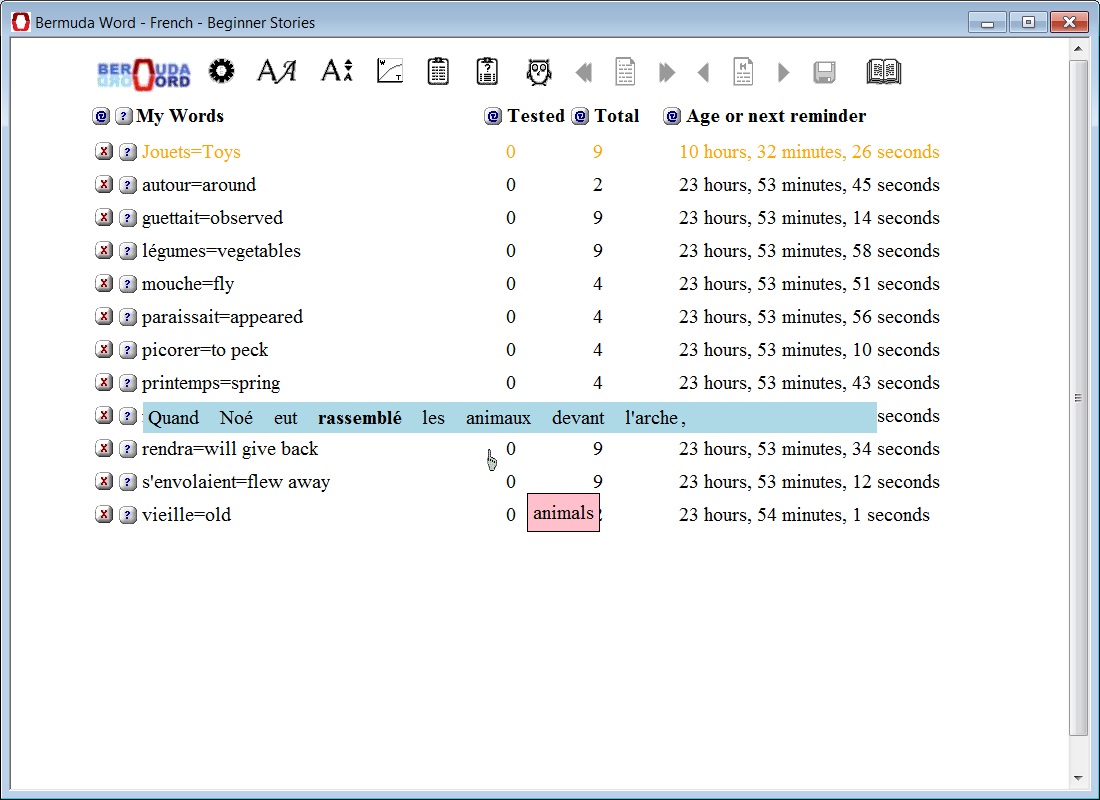 Bermuda Word - French - Beginner Stories
BERMUDA WORD
My Words Tested Total Age or next reminder
Jouets=Toys 0 9 10 hours, 32 minutes, 26 seconds
autour=around 0 2 23 hours, 53 minutes, 45 seconds
guettait=observed 0 9 23 hours, 53 minutes, 14 seconds
légumes=vegetables 0 9 23 hours, 53 minutes, 58 seconds
mouche=fly 0 4 23 hours, 53 minutes, 51 seconds
paraissait=appeared 0 4 23 hours, 53 minutes, 56 seconds
picorer=to peck 0 4 23 hours, 53 minutes, 10 seconds
printemps=spring 0 4 23 hours, 53 minutes, 43 seconds
Quand Noé eut rassemblé les animaux devant l'arche, seconds
rendra=will give back 0 9 23 hours, 53 minutes, 34 seconds
s'envolaient=flew away 0 9 23 hours, 53 minutes, 12 seconds
vieille=old 0 animals 23 hours, 54 minutes, 1 seconds